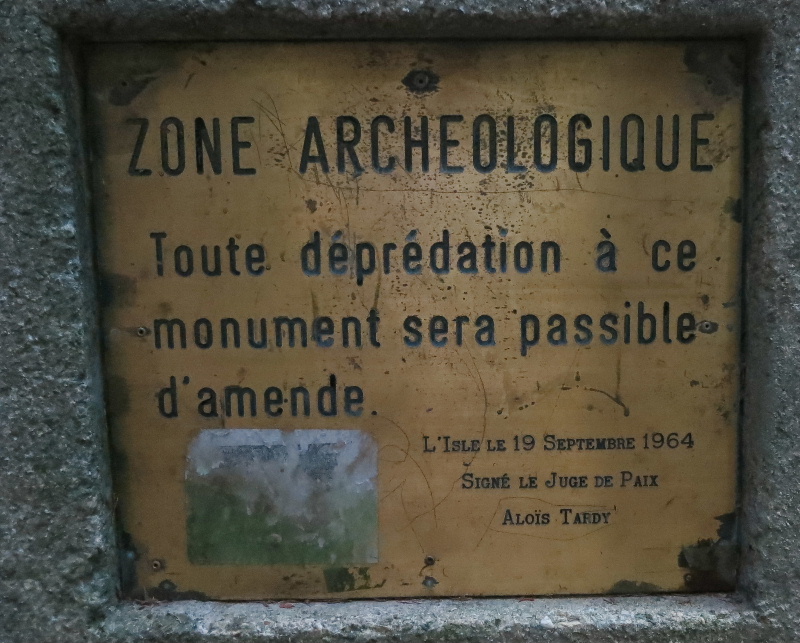 ZONE ARCHEOLOGIQUE
Toute déprédation à ce
monument sera passible
d'amende.
L'ISLE LE 19 SEPTEMBRE 1964
SIGNÉ LE JUGE DE PAIX
ALOÏS TARDY